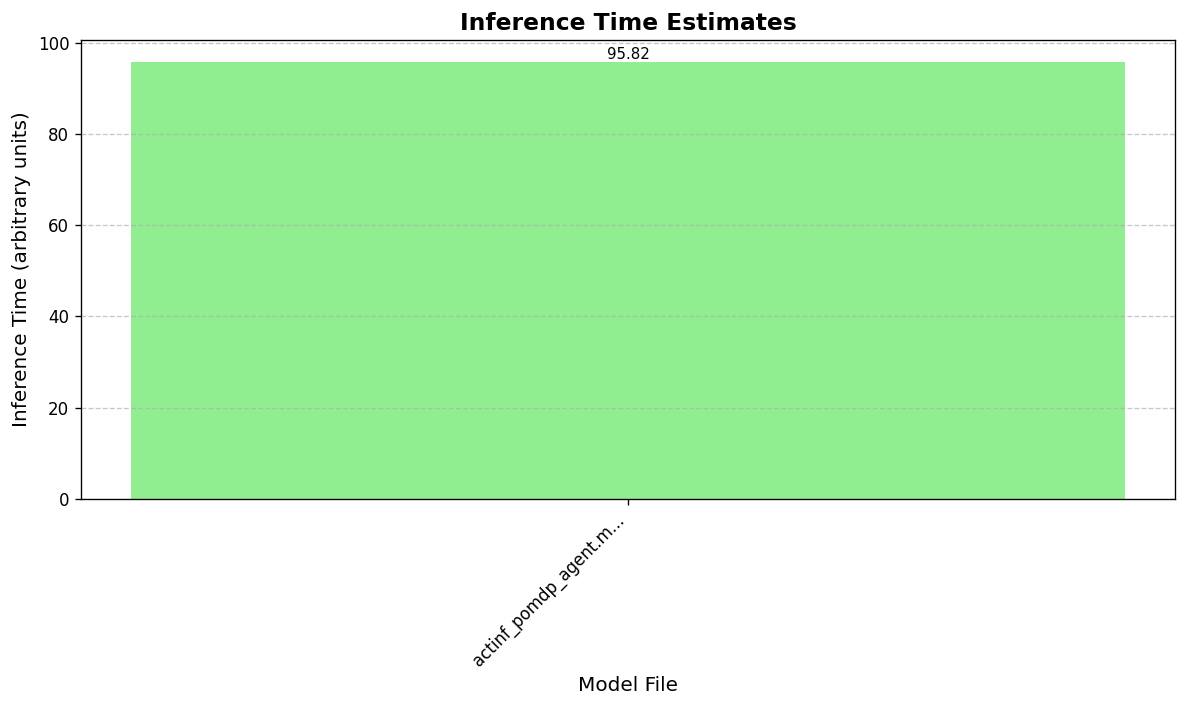 Inference Time Estimates
95.82
100
80
60
40
20
0
Inference Time (arbitrary units)
actinf_pomdp_agent.m...
Model File